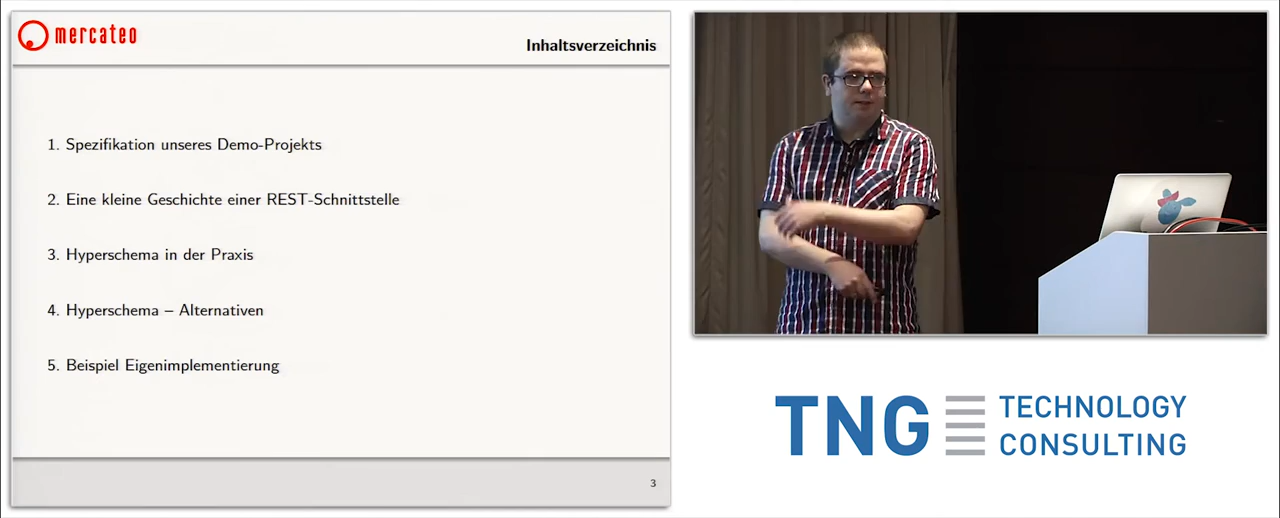 mercateo
Inhaltsverzeichnis
1. Spezifikation unseres Demo-Projekts
2. Eine kleine Geschichte einer REST-Schnittstelle
3. Hyperschema in der Praxis
4. Hyperschema – Alternativen
5. Beispiel Eigenimplementierung
3
TNG TECHNOLOGY
CONSULTING